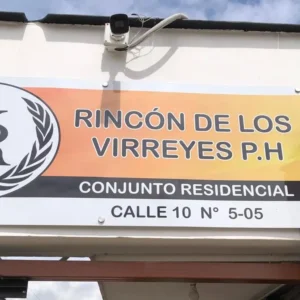 R
RINCÓN DE LOS
VIRREYES P.H
CONJUNTO RESIDENCIAL
CALLE 10 N° 5-05